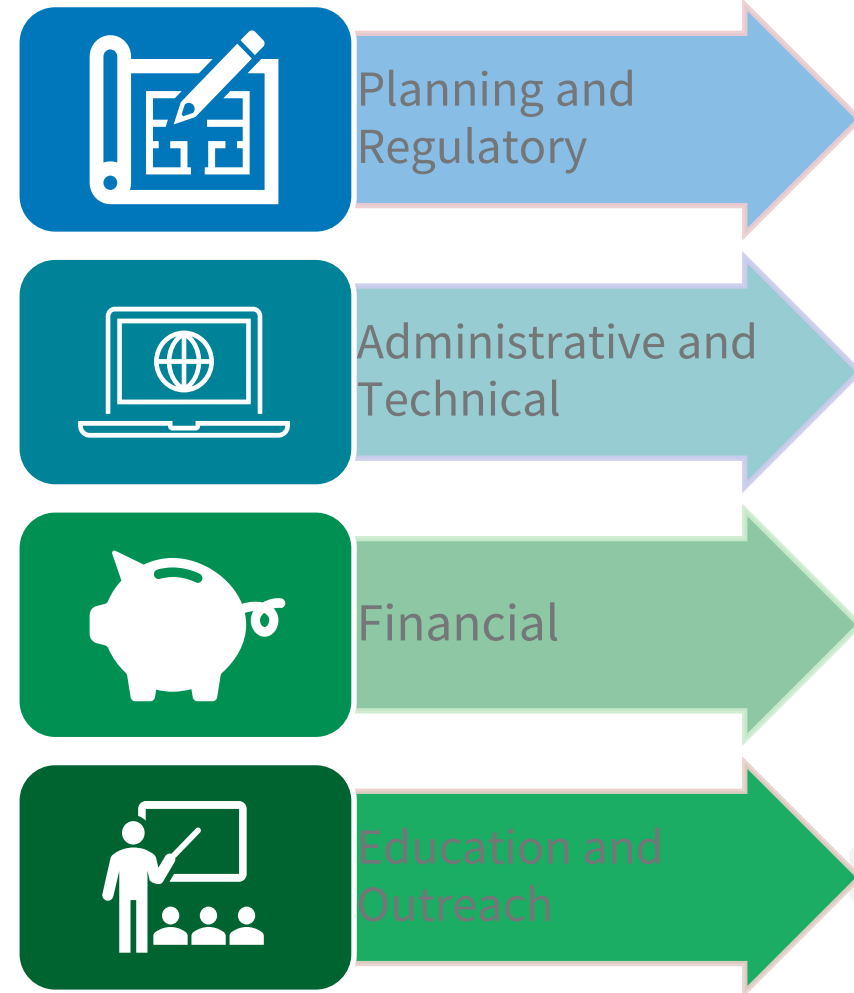 Planning and
Regulatory
Administrative and
Technical
Financial
Education and
Outreach